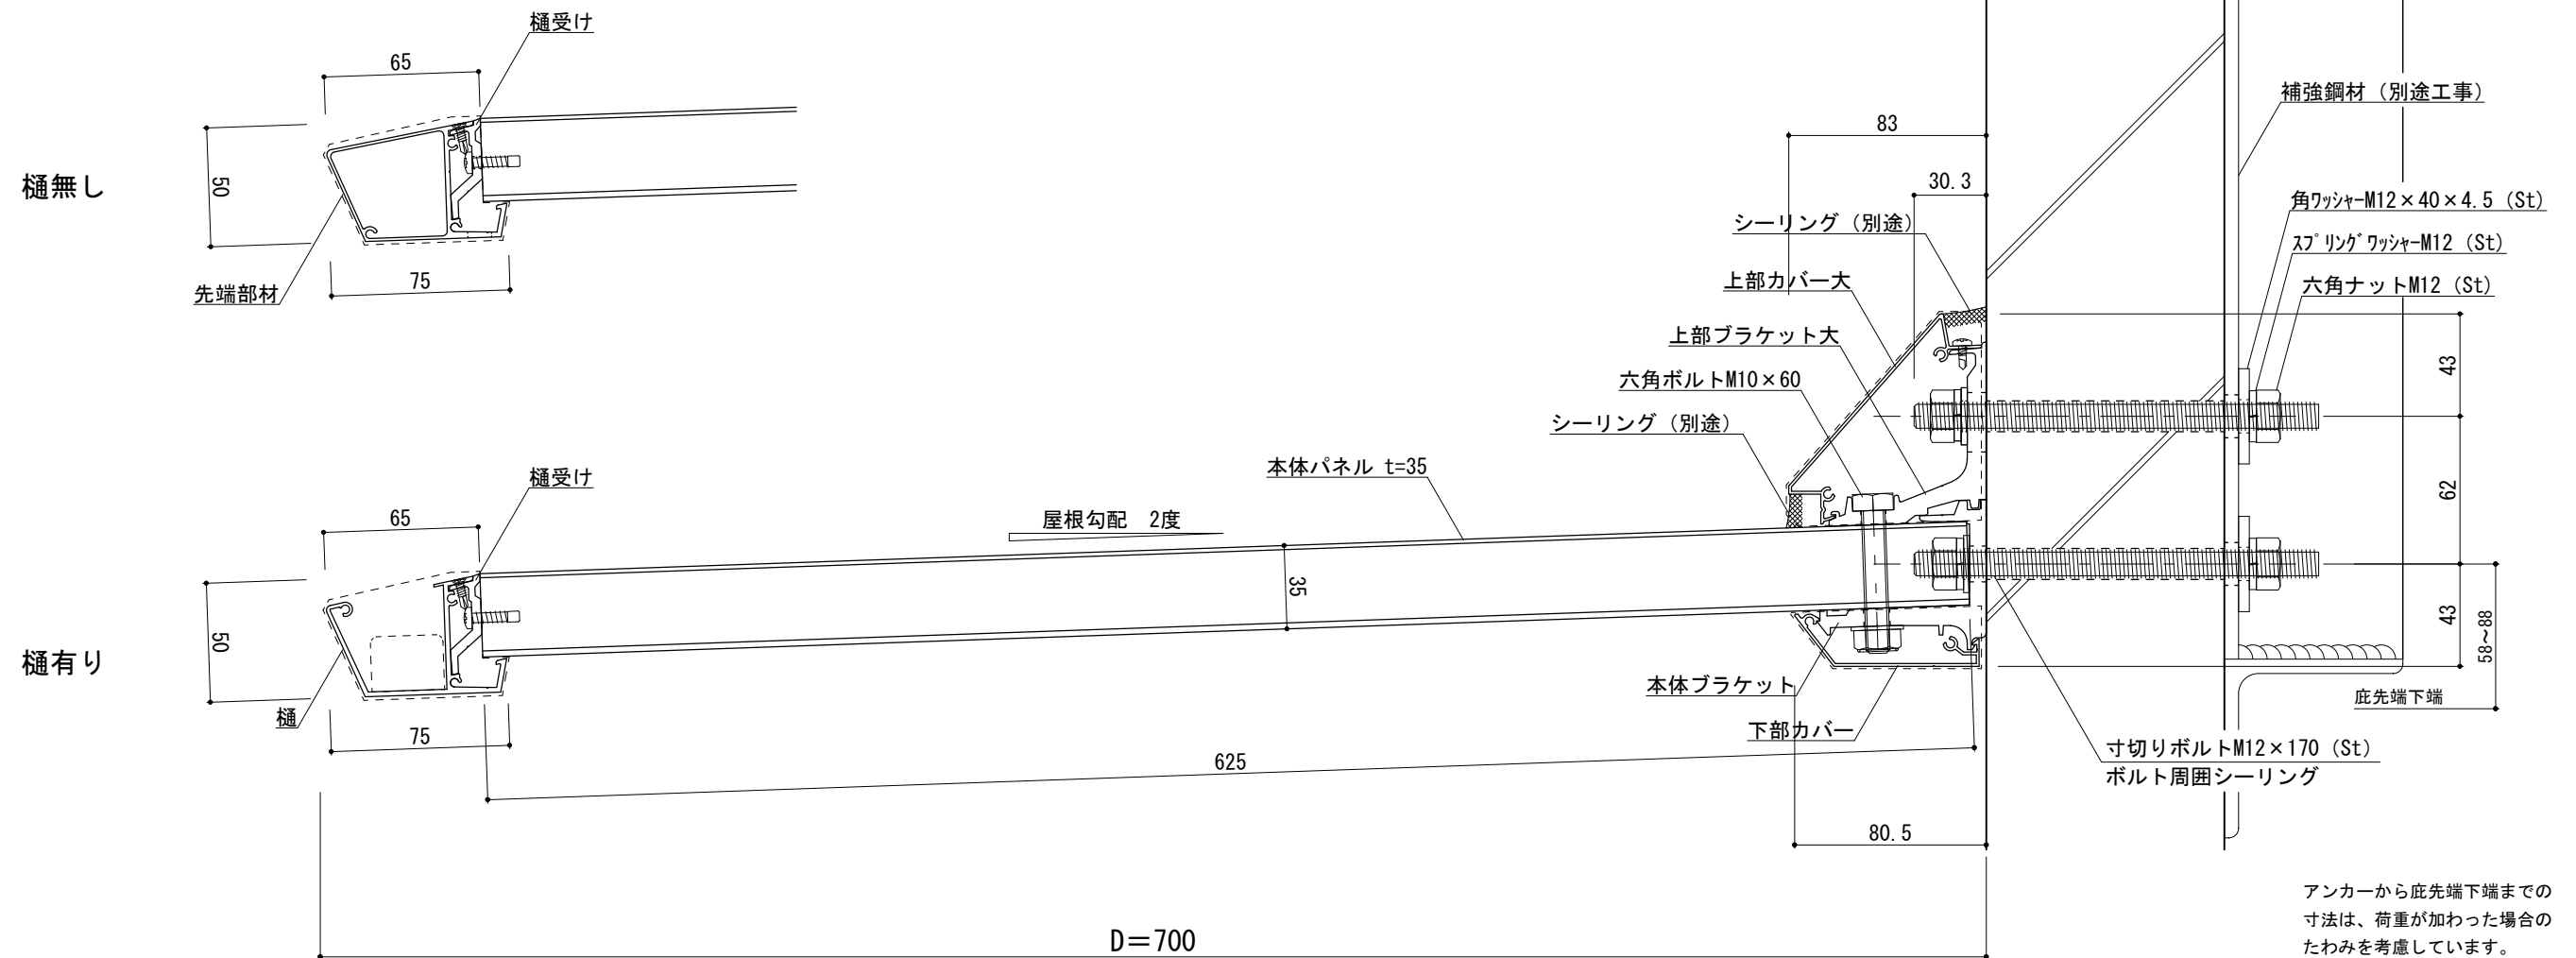 樋受け
65
50
樋無し
先端部材
75
補強鋼材（別途工事）
83
30.3
角ワッシャーM12×40×4.5（St）
シーリング（別途）
スプリングワッシャーM12（St）
上部カバー大
六角ナットM12（St）
上部ブラケット大
43
六角ボルトM10×60
シーリング（別途）
本体パネル t=35
62
樋受け
65
屋根勾配　2度
35
50
樋有り
43
58~88
本体ブラケット
庇先端下端
樋
75
下部カバー
寸切りボルトM12×170（St）
ボルト周囲シーリング
625
80.5
D＝700
アンカーから庇先端下端までの
寸法は、荷重が加わった場合の
たわみを考慮しています。